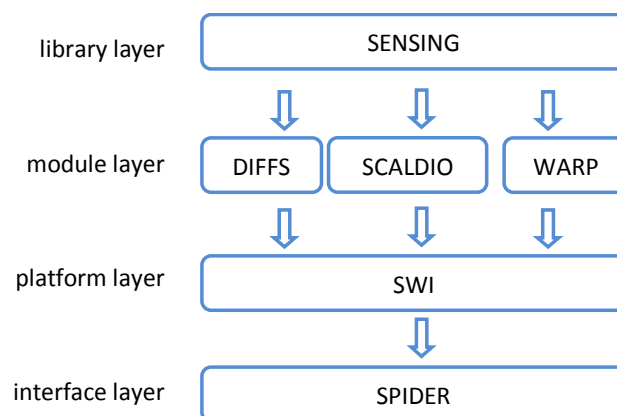 library layer SENSING
module layer DIFFS SCALDIO WARP
platform layer SWI
interface layer SPIDER